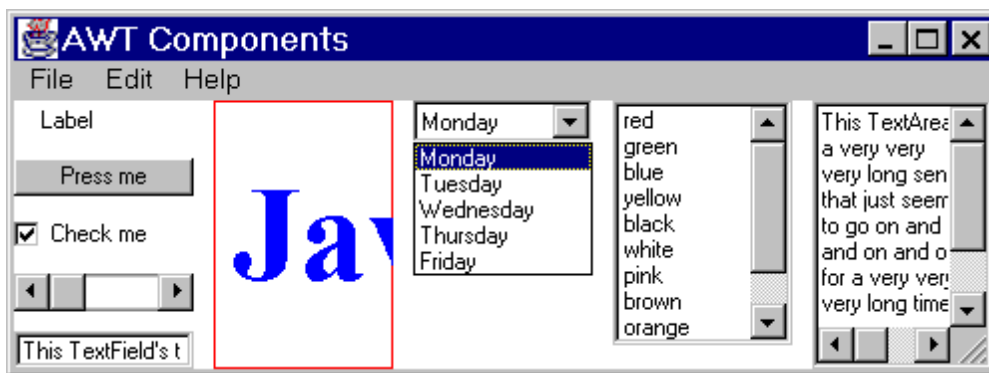 AWT Components
File Edit Help
Label
Press me
Check me
This TextField's t
Jav
Monday
Monday
Tuesday
Wednesday
Thursday
Friday
red
green
blue
yellow
black
white
pink
brown
orange
This TextArea
a very very
very long sen
that just seem
to go on and
and on and o
for a very very
very long time